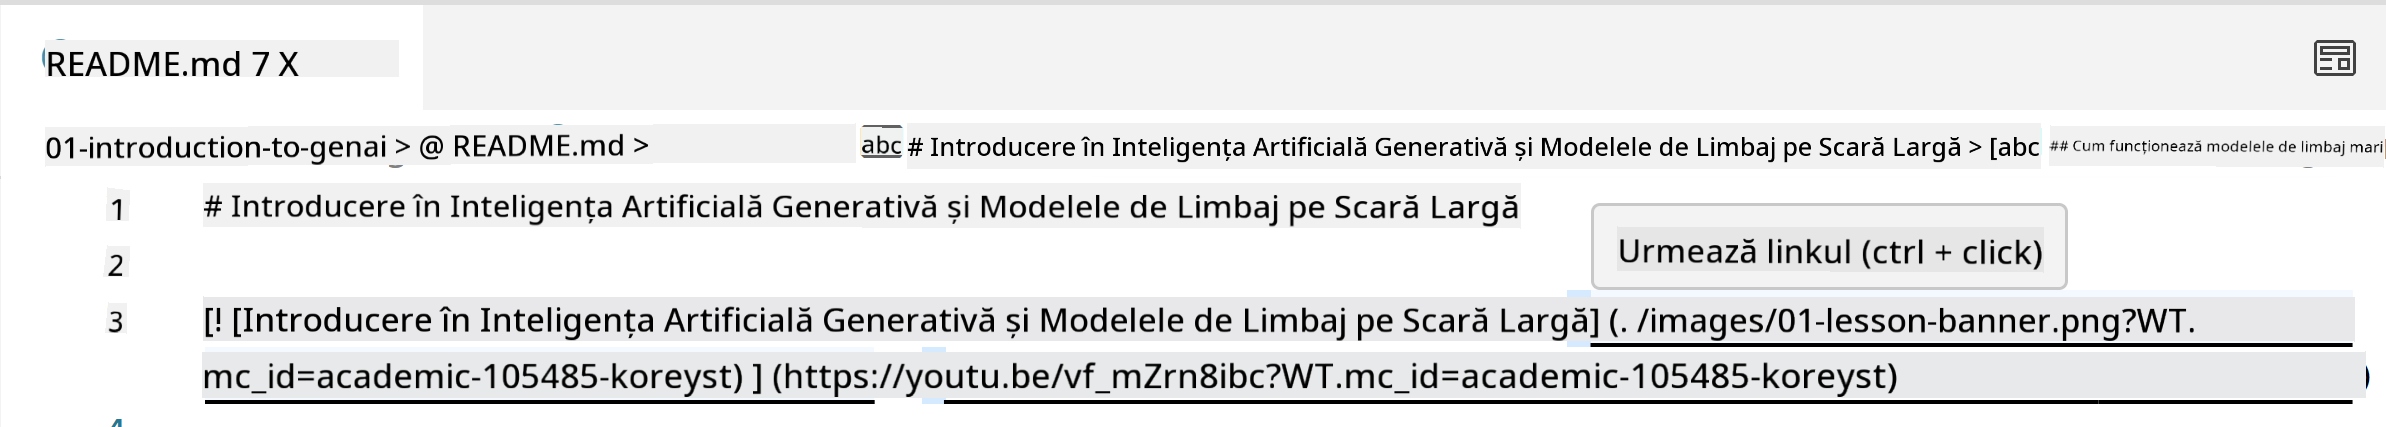 README.md 7 X
01-introduction-to-genai > @ README.md > abc # Introducere în Inteligența Artificială Generativă și Modelele de Limbaj pe Scară Largă > [abc ## Cum funcționează modelele de limbaj mari
1 # Introducere în Inteligența Artificială Generativă și Modelele de Limbaj pe Scară Largă
Urmează linkul (ctrl + click)
2
3 [! [Introducere în Inteligența Artificială Generativă și Modelele de Limbaj pe Scară Largă] (. /images/01-lesson-banner.png?WT.
mc_id=academic-105485-koreyst) ] (https://youtu.be/vf_mZrn8ibc?WT.mc_id=academic-105485-koreyst)
4